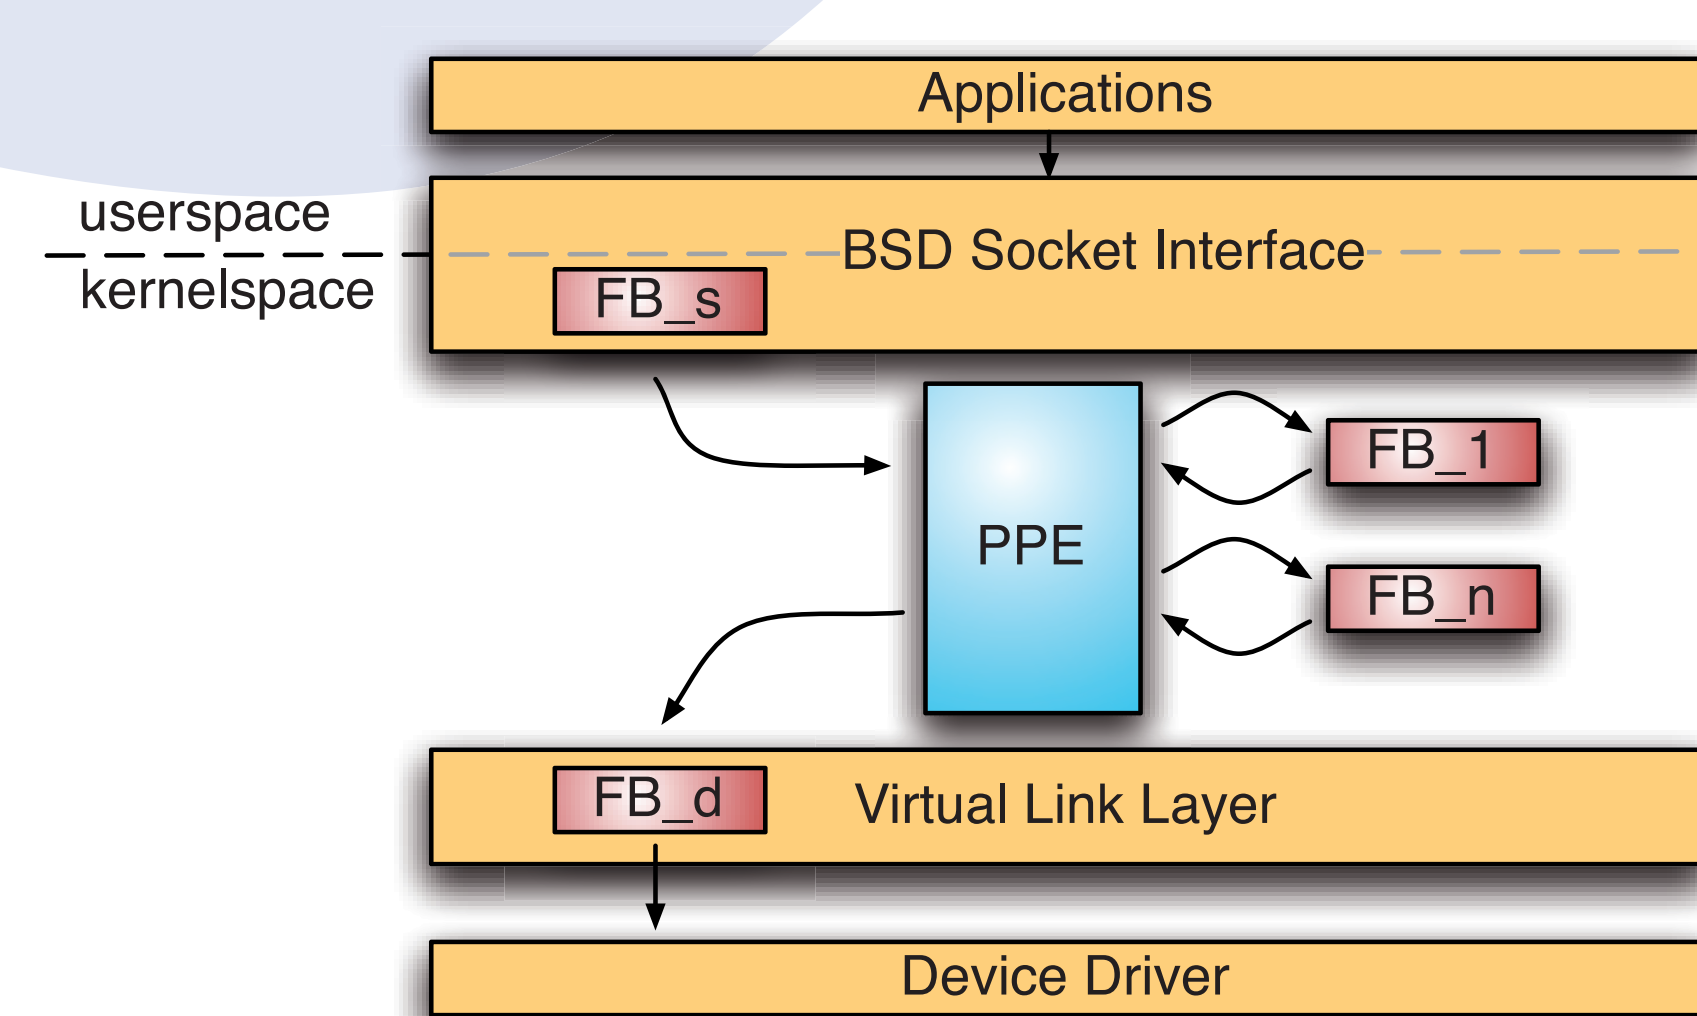 Applications
userspace
BSD Socket Interface
kernelspace
FB_s
FB_1
PPE
FB_n
FB_d
Virtual Link Layer
Device Driver